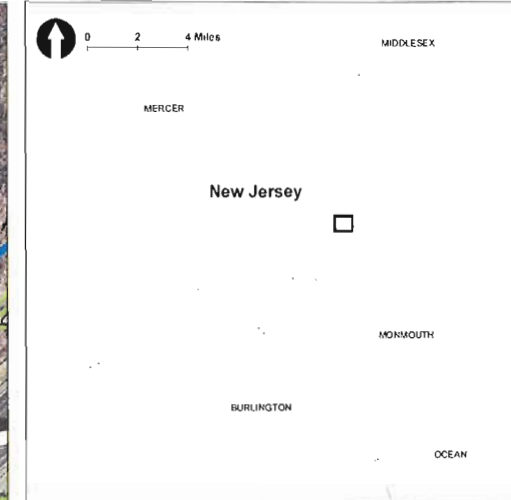 0 2 4 Miles
MIDDLESEX
MERCER
New Jersey
MONMOUTH
BURLINGTON
OCEAN